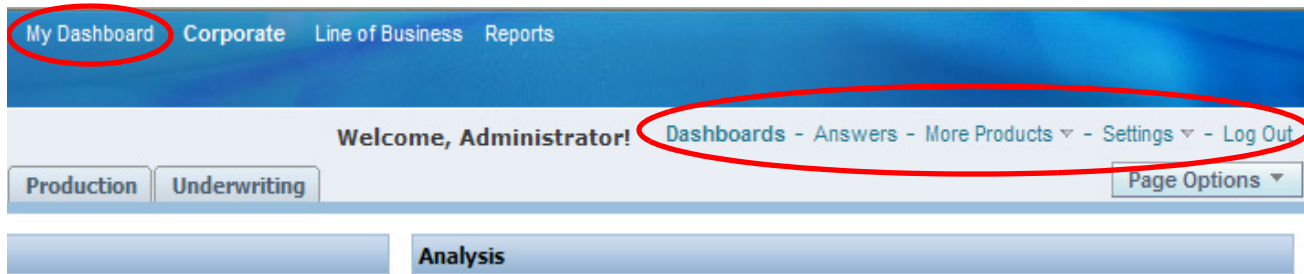 My Dashboard Corporate Line of Business Reports
Welcome, Administrator! Dashboards - Answers - More Products - Settings - Log Out
Production Underwriting Page Options
Analysis